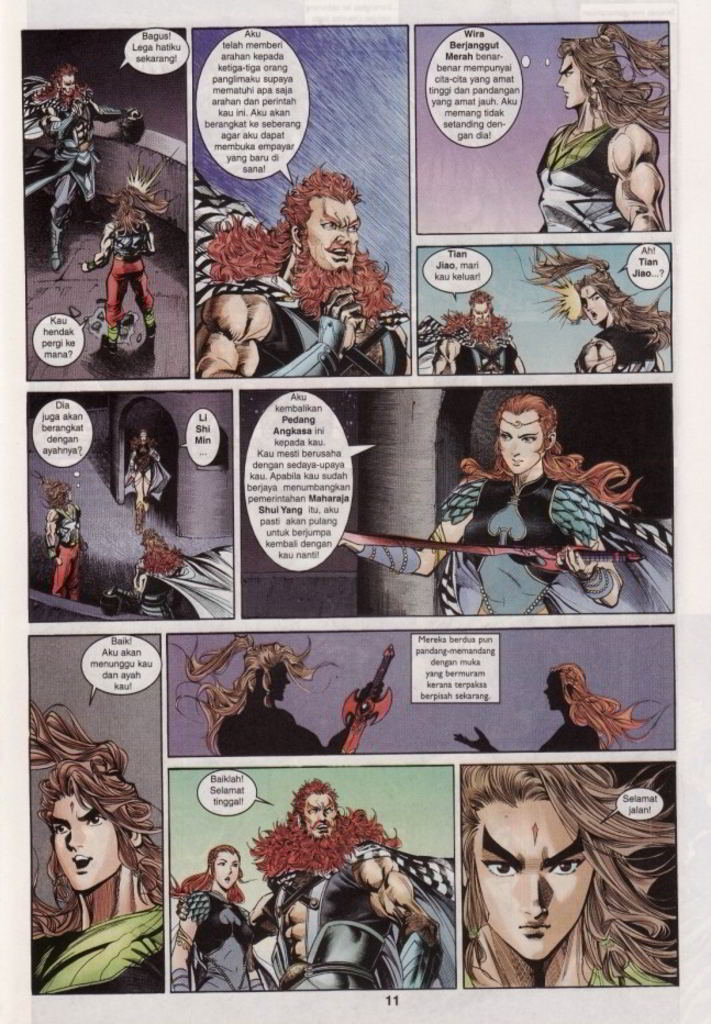 Bagus!
Lega hatiku
sekarang!
Kau
hendak
pergi ke
mana?
Aku
telah memberi
arahan kepada
ketiga-tiga orang
panglimaku supaya
mematuhi apa saja
arahan dan perintah
kau ini. Aku akan
berangkat ke seberang
agar aku dapat
membuka empayar
yang baru di
sana!
Wira
Berjanggut
Merah benar-
benar mempunyai
cita-cita yang amat
tinggi dan pandangan
yang amat jauh. Aku
memang tidak
setanding den-
gan dia!
Tian
Jiao, mari
kau keluar!
Ah!
Tian
Jiao...?
Dia
juga akan
berangkat
dengan
ayahnya?
Li
Shi
Min
...
Aku
kembalikan
Pedang
Angkasa ini
kepada kau.
Kau mesti berusaha
dengan sedaya-upaya
kau. Apabila kau sudah
berjaya menumbangkan
pemerintahan Maharaja
Shui Yang itu, aku
pasti akan pulang
untuk berjumpa
kembali dengan
kau nanti!
Baik!
Aku akan
menunggu kau
dan ayah
kau!
Mereka berdua pun
pandang-memandang
dengan muka
yang bermuram
kerana terpaksa
berpisah sekarang.
Baiklah!
Selamat
tinggal!
Selamat
jalan!
11